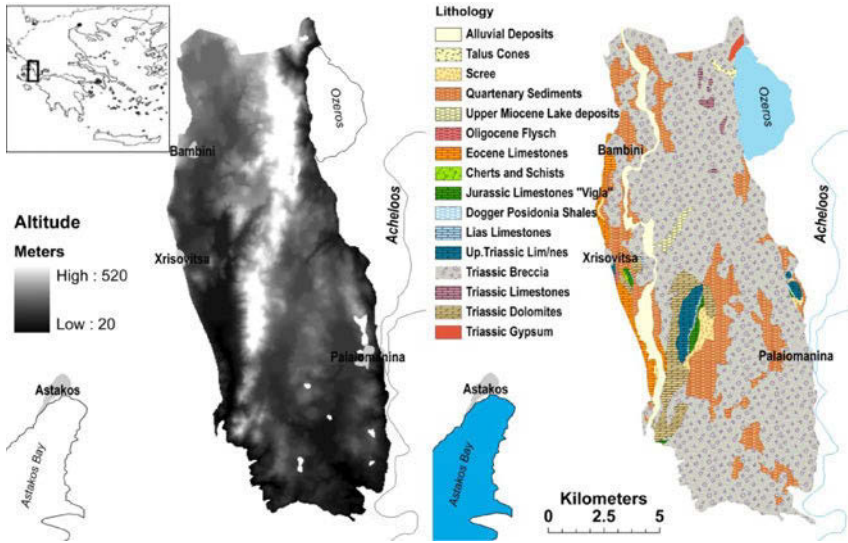 Ozeros
Bambini
Acheloos
Altitude
Meters
High : 520
Low : 20
Xrisovitsa
Palaiomanina
Astakos
Astakos Bay
Lithology
Alluvial Deposits
Talus Cones
Scree
Quartenary Sediments
Upper Miocene Lake deposits
Oligocene Flysch
Eocene Limestones
Cherts and Schists
Jurassic Limestones "Vigla"
Dogger Posidonia Shales
Lias Limestones
Up.Triassic Lim/nes
Triassic Breccia
Triassic Limestones
Triassic Dolomites
Triassic Gypsum
Ozeros
Bambini
Acheloos
Xrisovitsa
Palaiomanina
Astakos
Astakos Bay
Kilometers
0 2.5 5